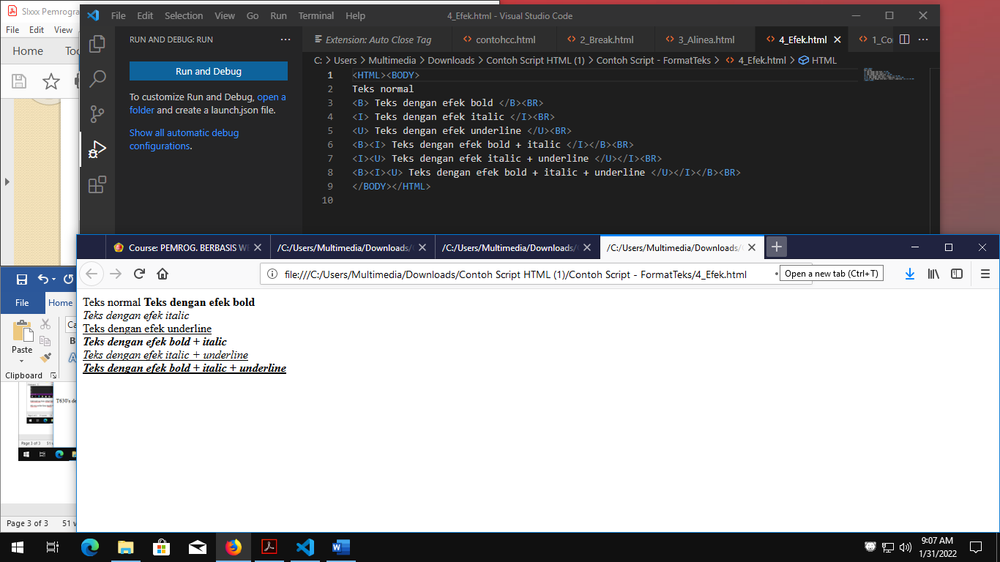 SIxxx Pemrogra
File Edit View
Home Too
File Edit Selection View Go Run Terminal Help
4_Efek.html - Visual Studio Code
RUN AND DEBUG: RUN
Run and Debug
To customize Run and Debug, open a
folder and create a launch.json file.
Show all automatic debug
configurations.
Extension: Auto Close Tag contohcc.html 2_Break.html 3_Alinea.html 4_Efek.html 1_Co
C: > Users > Multimedia > Downloads > Contoh Script HTML (1) > Contoh Script - FormatTeks > 4_Efek.html > HTML
1 <HTML><BODY>
2 Teks normal
3 <B> Teks dengan efek bold </B><BR>
4 <I> Teks dengan efek italic </I><BR>
5 <U> Teks dengan efek underline </U><BR>
6 <B><I> Teks dengan efek bold + italic </I></B><BR>
7 <I><U> Teks dengan efek italic + underline </U></I><BR>
8 <B><I><U> Teks dengan efek bold + italic + underline </U></I></B><BR>
9 </BODY></HTML>
10
Course: PEMROG. BERBASIS WE /C:/Users/Multimedia/Downloads/C /C:/Users/Multimedia/Downloads/C /C:/Users/Multimedia/Downloads/C
file:///C:/Users/Multimedia/Downloads/Contoh Script HTML (1)/Contoh Script - FormatTeks/4_Efek.html
Open a new tab (Ctrl+T)
Teks normal Teks dengan efek bold
Teks dengan efek italic
Teks dengan efek underline
Teks dengan efek bold + italic
Teks dengan efek italic + underline
Teks dengan efek bold + italic + underline
File Home
Ca
Paste
B
A
Clipboard
T630's de
Page 3 of 3 51 w
Page 3 of 3 51 w
9:07 AM
1/31/2022